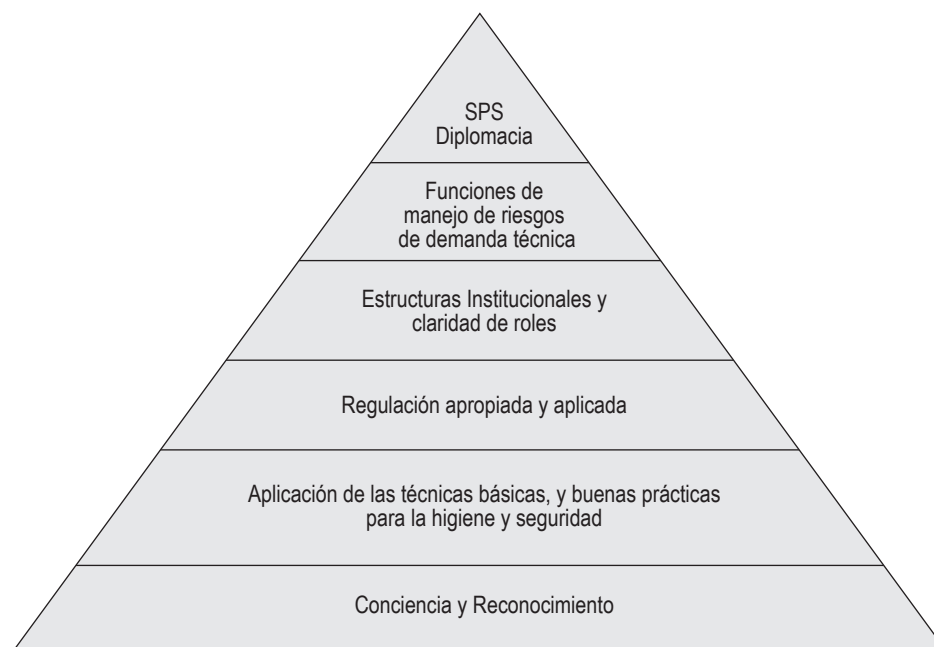 SPS
Diplomacia
Funciones de
manejo de riesgos
de demanda técnica
Estructuras Institucionales y
claridad de roles
Regulación apropiada y aplicada
Aplicación de las técnicas básicas, y buenas prácticas
para la higiene y seguridad
Conciencia y Reconocimiento